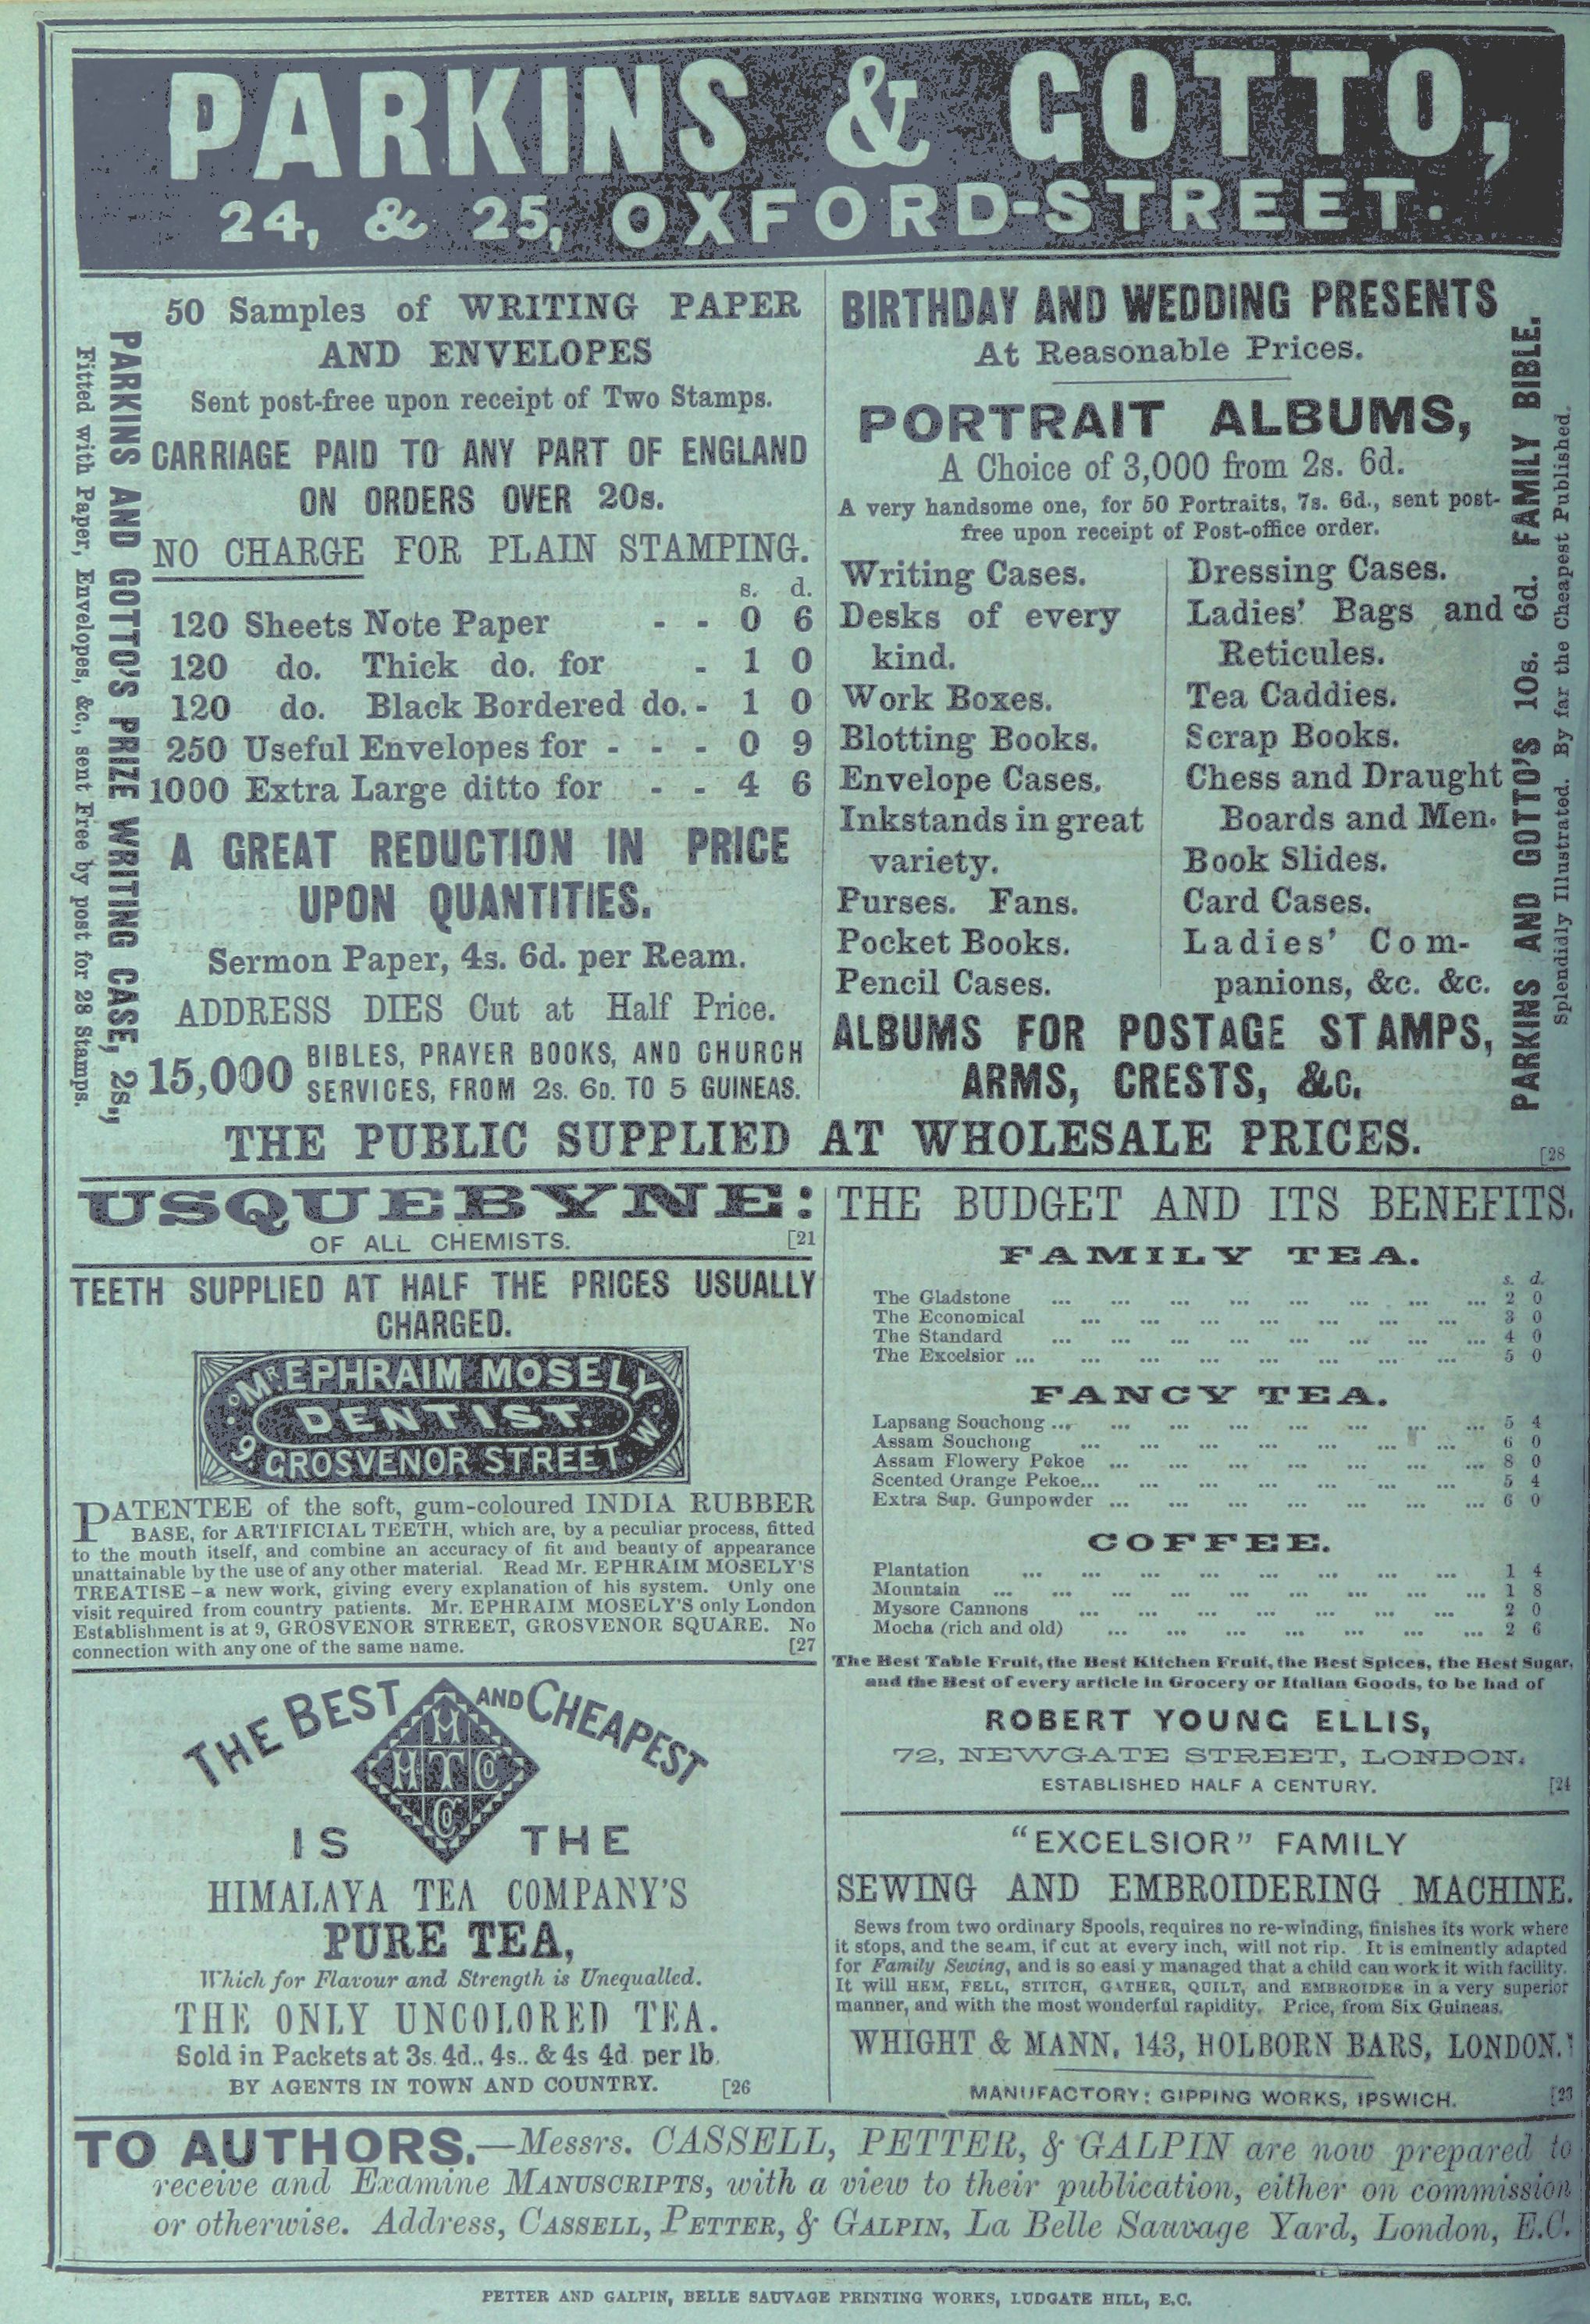 PARKINS & GOTTO,
24, & 25, OXFORD-STREET.
Fitted with Paper, Envelopes, &c., sent Free by post for 28 Stamps.
PARKINS AND GOTTO'S PRIZE WRITING CASE, 2s.,
50 Samples of WRITING PAPER
AND ENVELOPES
Sent post-free upon receipt of Two Stamps.
CARRIAGE PAID TO ANY PART OF ENGLAND
ON ORDERS OVER 20s.
NO CHARGE FOR PLAIN STAMPING.
s. d.
120 Sheets Note Paper - - 0 6
120 do. Thick do. for - 1 0
120 do. Black Bordered do. - 1 0
250 Useful Envelopes for - - - 0 9
1000 Extra Large ditto for - - 4 6
A GREAT REDUCTION IN PRICE
UPON QUANTITIES.
Sermon Paper, 4s. 6d. per Ream.
ADDRESS DIES Cut at Half Price.
15,000 BIBLES, PRAYER BOOKS, AND CHURCH
SERVICES, FROM 2s. 6D. TO 5 GUINEAS.
BIRTHDAY AND WEDDING PRESENTS
At Reasonable Prices.
PORTRAIT ALBUMS,
A Choice of 3,000 from 2s. 6d.
A very handsome one, for 50 Portraits, 7s. 6d., sent post-
free upon receipt of Post-office order.
Writing Cases.
Desks of every
kind.
Work Boxes.
Blotting Books.
Envelope Cases.
Inkstands in great
variety.
Purses. Fans.
Pocket Books.
Pencil Cases.
Dressing Cases.
Ladies' Bags and
Reticules.
Tea Caddies.
Scrap Books.
Chess and Draught
Boards and Men.
Book Slides.
Card Cases.
Ladies' Com-
panions, &c. &c.
ALBUMS FOR POSTAGE STAMPS,
ARMS, CRESTS, &c.
PARKINS AND GOTTO'S 10s. 6d. FAMILY BIBLE.
Splendidly Illustrated. By far the Cheapest Published.
THE PUBLIC SUPPLIED AT WHOLESALE PRICES.
[28
USQUEBYNE:
OF ALL CHEMISTS. [21
TEETH SUPPLIED AT HALF THE PRICES USUALLY
CHARGED.
MR EPHRAIM MOSELY
DENTIST.
9 GROSVENOR STREET. W.
PATENTEE of the soft, gum-coloured INDIA RUBBER
BASE, for ARTIFICIAL TEETH, which are, by a peculiar process, fitted
to the mouth itself, and combine an accuracy of fit and beauty of appearance
unattainable by the use of any other material. Read Mr. EPHRAIM MOSELY'S
TREATISE—a new work, giving every explanation of his system. Only one
visit required from country patients. Mr. EPHRAIM MOSELY'S only London
Establishment is at 9, GROSVENOR STREET, GROSVENOR SQUARE. No
connection with any one of the same name. [27
THE BEST AND CHEAPEST
H
H T Co
Co
IS THE
HIMALAYA TEA COMPANY'S
PURE TEA,
Which for Flavour and Strength is Unequalled.
THE ONLY UNCOLORED TEA.
Sold in Packets at 3s. 4d., 4s., & 4s 4d. per lb.
BY AGENTS IN TOWN AND COUNTRY. [26
THE BUDGET AND ITS BENEFITS.
FAMILY TEA.
s. d.
The Gladstone ... ... ... ... ... ... ... ... 2 0
The Economical ... ... ... ... ... ... ... 3 0
The Standard ... ... ... ... ... ... ... ... 4 0
The Excelsior ... ... ... ... ... ... ... ... 5 0
FANCY TEA.
Lapsang Souchong ... ... ... ... ... ... ... ... 5 4
Assam Souchong ... ... ... ... ... ... ... 6 0
Assam Flowery Pekoe ... ... ... ... ... ... ... 8 0
Scented Orange Pekoe... ... ... ... ... ... ... 5 4
Extra Sup. Gunpowder ... ... ... ... ... ... ... 6 0
COFFEE.
Plantation ... ... ... ... ... ... ... ... 1 4
Mountain ... ... ... ... ... ... ... ... ... 1 8
Mysore Cannons ... ... ... ... ... ... ... 2 0
Mocha (rich and old) ... ... ... ... ... ... ... 2 6
The Best Table Fruit, the Best Kitchen Fruit, the Best Spices, the Best Sugar,
and the Best of every article in Grocery or Italian Goods, to be had of
ROBERT YOUNG ELLIS,
72, NEWGATE STREET, LONDON.
ESTABLISHED HALF A CENTURY. [24
"EXCELSIOR" FAMILY
SEWING AND EMBROIDERING MACHINE.
Sews from two ordinary Spools, requires no re-winding, finishes its work where
it stops, and the seam, if cut at every inch, will not rip. It is eminently adapted
for Family Sewing, and is so easi y managed that a child can work it with facility.
It will HEM, FELL, STITCH, GATHER, QUILT, and EMBROIDER in a very superior
manner, and with the most wonderful rapidity. Price, from Six Guineas.
WHIGHT & MANN, 143, HOLBORN BARS, LONDON.
MANUFACTORY: GIPPING WORKS, IPSWICH. [23
TO AUTHORS.—Messrs. CASSELL, PETTER, & GALPIN are now prepared to
receive and Examine MANUSCRIPTS, with a view to their publication, either on commission
or otherwise. Address, CASSELL, PETTER, & GALPIN, La Belle Sauvage Yard, London, E.C.
PETTER AND GALPIN, BELLE SAUVAGE PRINTING WORKS, LUDGATE HILL, E.C.